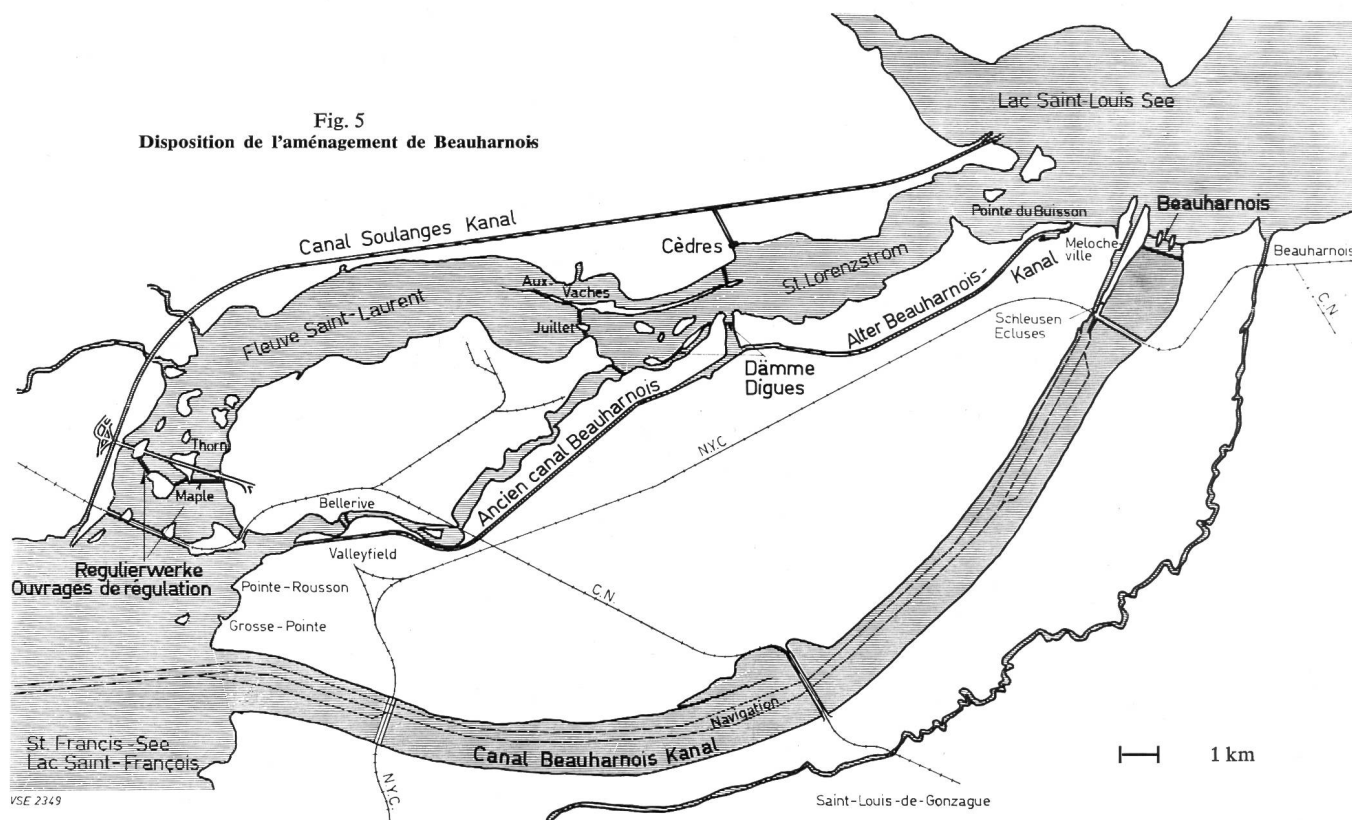 Fig. 5
Disposition de l'aménagement de Beauharnois
Lac Saint-Louis See
Canal Soulanges Kanal
Cèdres
Pointe du Buisson
Beauharnois
Meloche-
ville
Beauharnois
C.N
St. Lorenzstrom
Aux-
Vaches
Juillet
Fleuve Saint-Laurent
Alter Beauharnois-
Kanal
Schleusen
Ecluses
Dämme
Digues
Ancien canal Beauharnois
N.Y.C
Thorn
Maple
Bellerive
Valleyfield
Regulierwerke
Ouvrages de régulation
Pointe-Rousson
Grosse-Pointe
C.N
Navigation
Canal Beauharnois Kanal
St. Francis-See
Lac Saint-François
N.Y.C.
1 km
Saint-Louis-de-Gonzague
VSE 2349